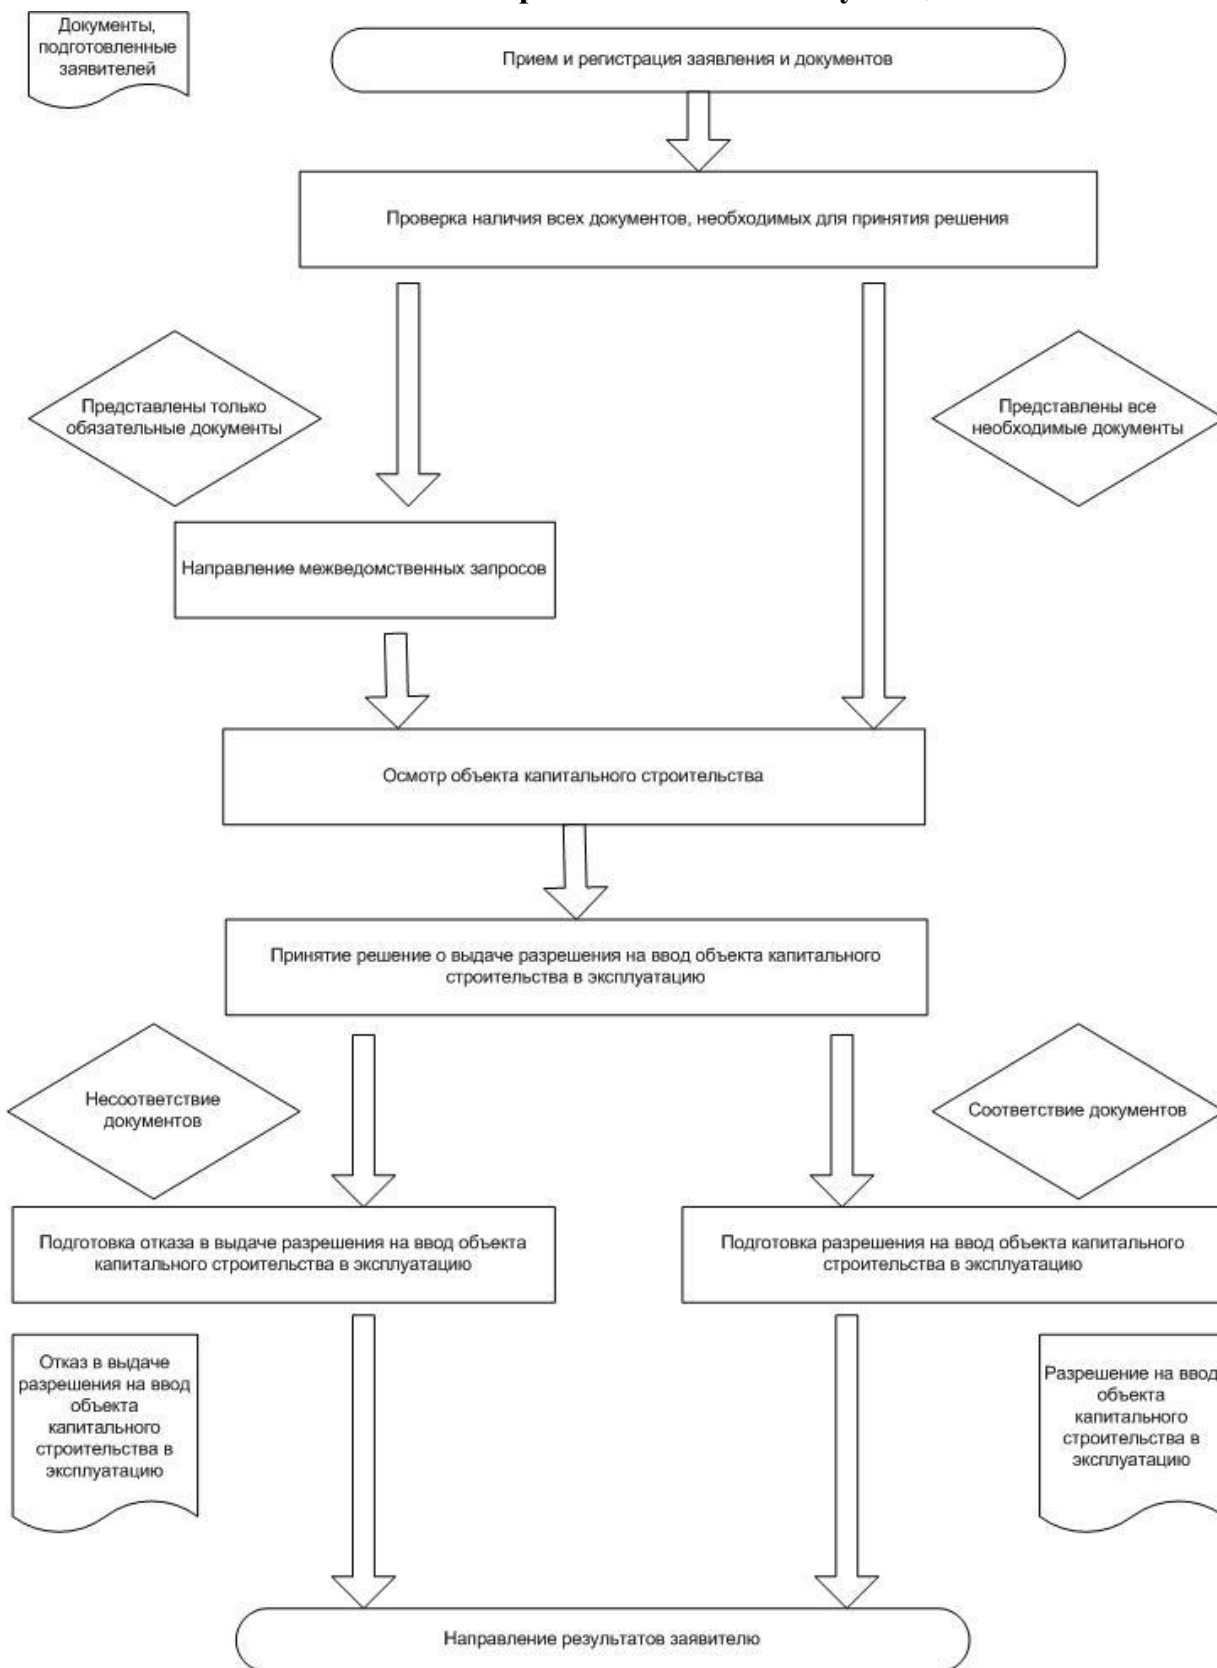 Документы,
подготовленные
заявителей
Прием и регистрация заявления и документов
Проверка наличия всех документов, необходимых для принятия решения
Представлены только
обязательные документы
Представлены все
необходимые документы
Направление межведомственных запросов
Осмотр объекта капитального строительства
Принятие решение о выдаче разрешения на ввод объекта капитального
строительства в эксплуатацию
Несоответствие
документов
Соответствие документов
Подготовка отказа в выдаче разрешения на ввод объекта
капитального строительства в эксплуатацию
Подготовка разрешения на ввод объекта капитального
строительства в эксплуатацию
Отказ в выдаче
разрешения на ввод
объекта
капитального
строительства в
эксплуатацию
Разрешение на ввод
объекта
капитального
строительства в
эксплуатацию
Направление результатов заявителю